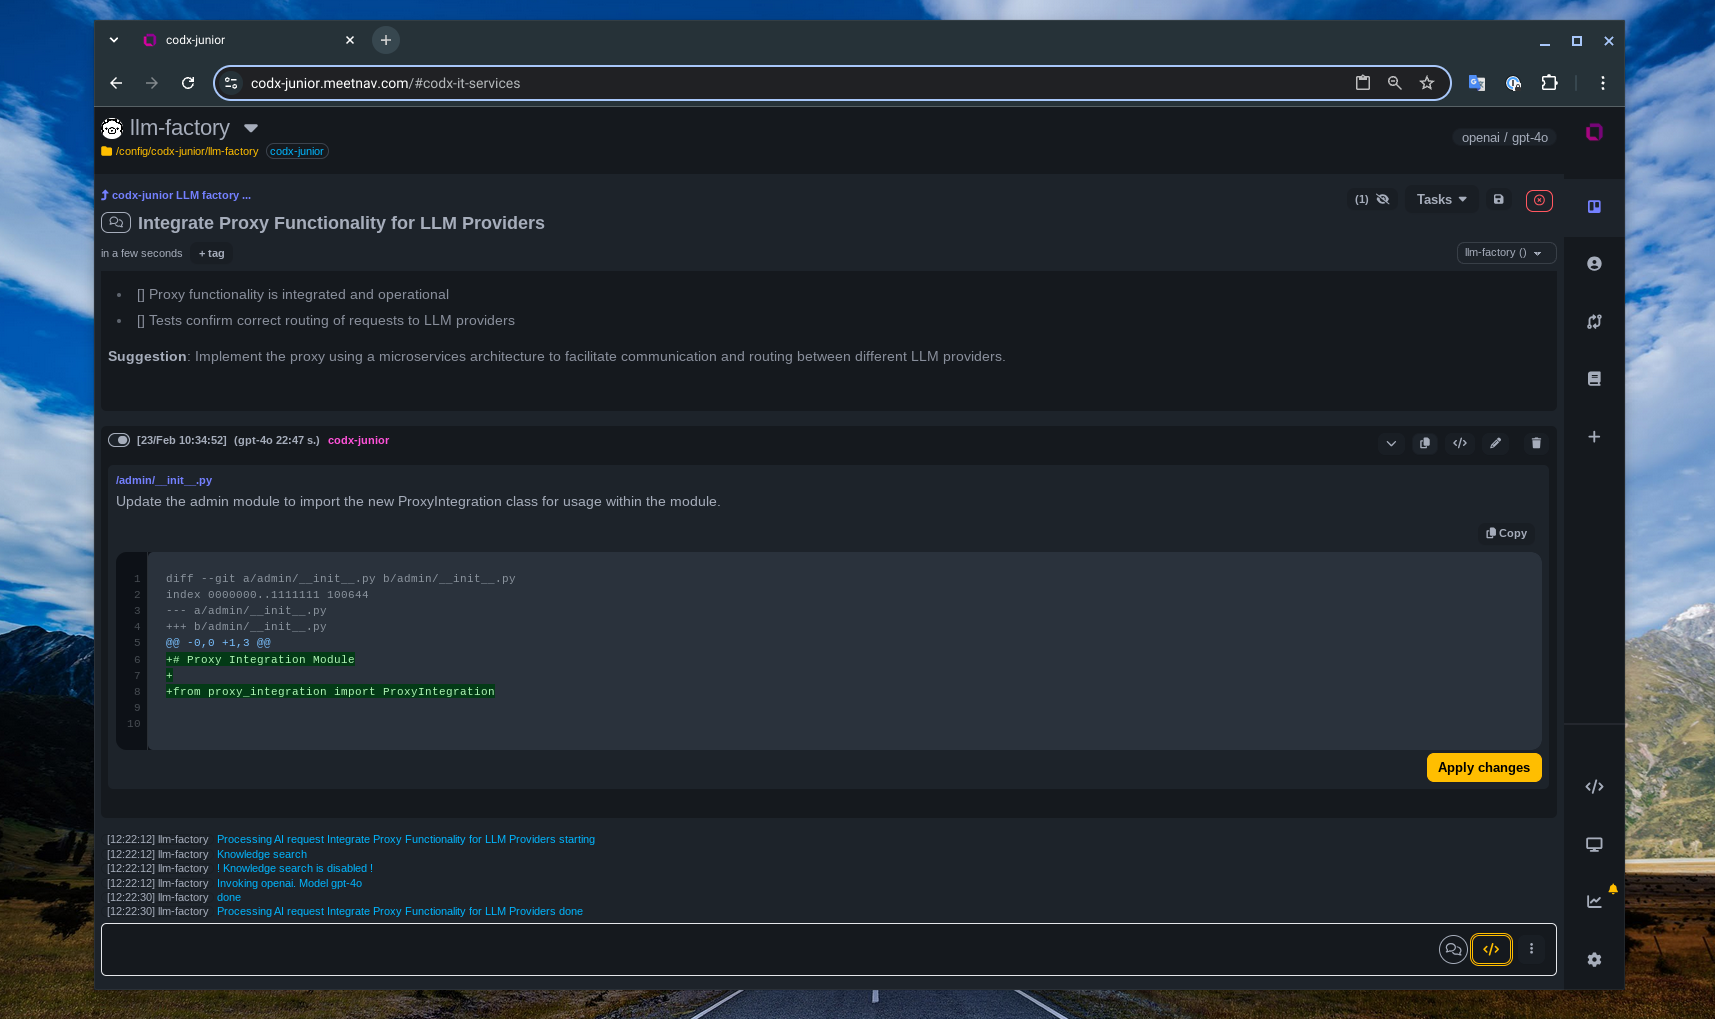 codx-junior
codx-junior.meetnav.com/#codx-it-services
llm-factory
openai / gpt-4o
/config/codx-junior/llm-factory codx-junior
codx-junior LLM factory ...
(1) Tasks
Integrate Proxy Functionality for LLM Providers
in a few seconds + tag llm-factory ()
[] Proxy functionality is integrated and operational
[] Tests confirm correct routing of requests to LLM providers
Suggestion: Implement the proxy using a microservices architecture to facilitate communication and routing between different LLM providers.
[23/Feb 10:34:52] (gpt-4o 22:47 s.) codx-junior
/admin/__init__.py
Update the admin module to import the new ProxyIntegration class for usage within the module.
Copy
1 diff --git a/admin/__init__.py b/admin/__init__.py
2 index 0000000..1111111 100644
3 --- a/admin/__init__.py
4 +++ b/admin/__init__.py
5 @@ -0,0 +1,3 @@
6 +# Proxy Integration Module
7 +
8 +from proxy_integration import ProxyIntegration
9
10
Apply changes
[12:22:12] llm-factory Processing AI request Integrate Proxy Functionality for LLM Providers starting
[12:22:12] llm-factory Knowledge search
[12:22:12] llm-factory ! Knowledge search is disabled !
[12:22:12] llm-factory Invoking openai. Model gpt-4o
[12:22:30] llm-factory done
[12:22:30] llm-factory Processing AI request Integrate Proxy Functionality for LLM Providers done